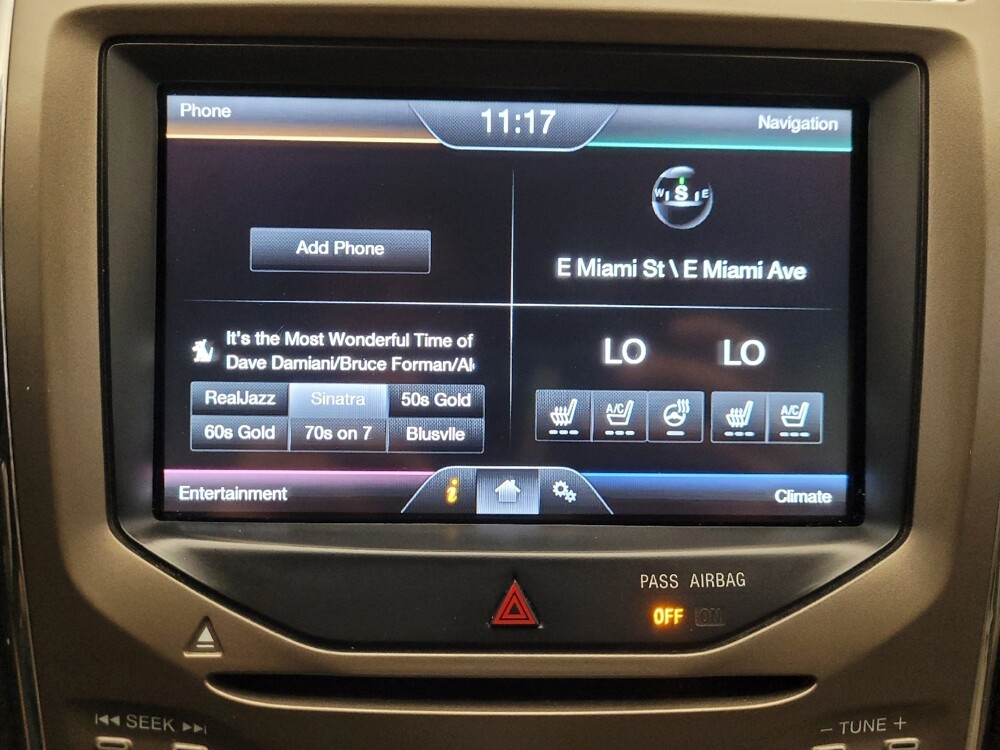 Phone
11:17
Navigation
W S E
Add Phone
E Miami St \ E Miami Ave
It's the Most Wonderful Time of
Dave Damiani/Bruce Forman/Al
LO LO
RealJazz Sinatra 50s Gold
A/C A/C
60s Gold 70s on 7 Blusvlle
Entertainment
i
Climate
PASS AIRBAG
OFF ON
SEEK
− TUNE +